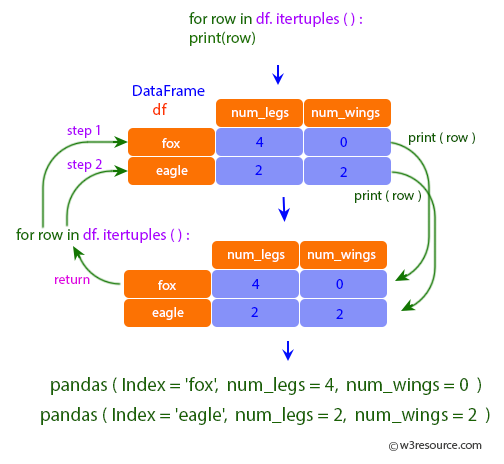 for row in df. itertuples ( ) :
print(row)
DataFrame
df
num_legs num_wings
step 1
fox 4 0
print ( row )
step 2
eagle 2 2
print ( row )
for row in df. itertuples ( ) :
num_legs num_wings
return
fox 4 0
eagle 2 2
pandas ( Index = 'fox', num_legs = 4, num_wings = 0 )
pandas ( Index = 'eagle', num_legs = 2, num_wings = 2 )
© w3resource.com